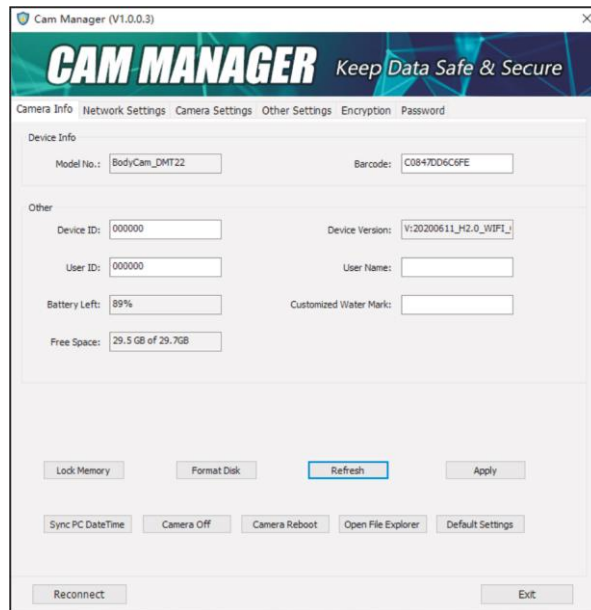 Cam Manager (V1.0.0.3)
CAM MANAGER Keep Data Safe & Secure
Camera Info Network Settings Camera Settings Other Settings Encryption Password
Device Info
Model No.: BodyCam_DMT22 Barcode: C0847DD6C6FE
Other
Device ID: 000000 Device Version: V:20200611_H2.0_WIFI_
User ID: 000000 User Name:
Battery Left: 89% Customized Water Mark:
Free Space: 29.5 GB of 29.7GB
Lock Memory Format Disk Refresh Apply
Sync PC DateTime Camera Off Camera Reboot Open File Explorer Default Settings
Reconnect Exit